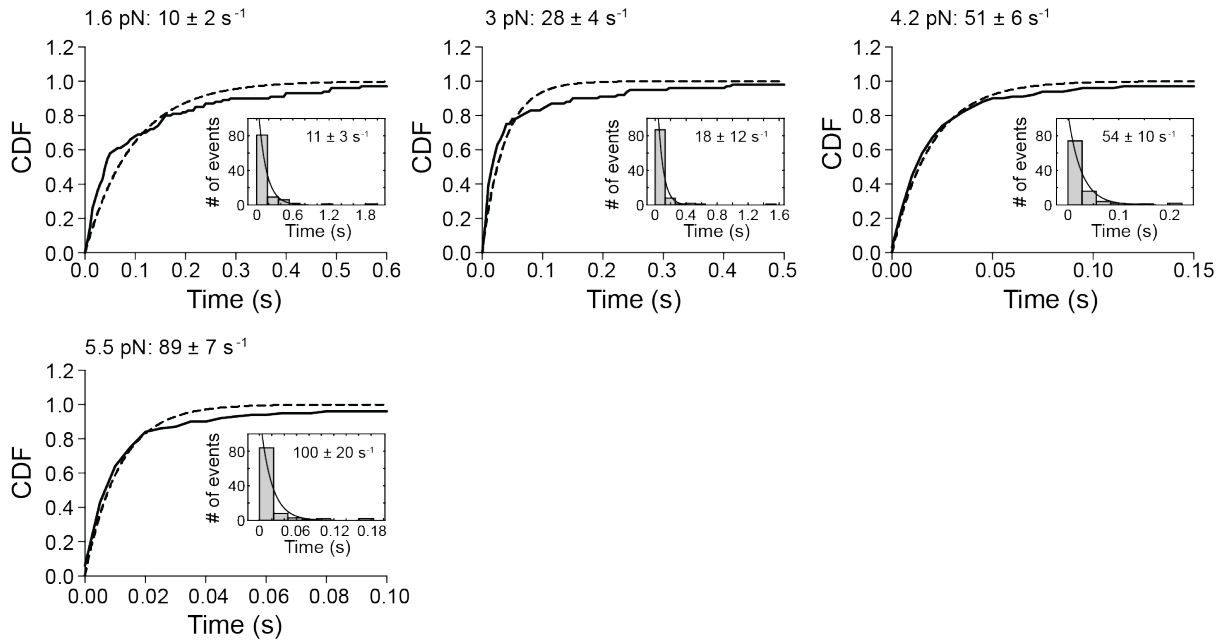 1.6 pN: 10 ± 2 s⁻¹
CDF
1.2
1.0
0.8
0.6
0.4
0.2
0.0
0.0 0.1 0.2 0.3 0.4 0.5 0.6
Time (s)
# of events
80
40
0
11 ± 3 s⁻¹
0 0.6 1.2 1.8
Time (s)
3 pN: 28 ± 4 s⁻¹
CDF
1.2
1.0
0.8
0.6
0.4
0.2
0.0
0.0 0.1 0.2 0.3 0.4 0.5
Time (s)
# of events
80
40
0
18 ± 12 s⁻¹
0 0.4 0.8 1.2 1.6
Time (s)
4.2 pN: 51 ± 6 s⁻¹
CDF
1.2
1.0
0.8
0.6
0.4
0.2
0.0
0.00 0.05 0.10 0.15
Time (s)
# of events
80
40
0
54 ± 10 s⁻¹
0 0.1 0.2
Time (s)
5.5 pN: 89 ± 7 s⁻¹
CDF
1.2
1.0
0.8
0.6
0.4
0.2
0.0
0.00 0.02 0.04 0.06 0.08 0.10
Time (s)
# of events
80
40
0
100 ± 20 s⁻¹
0 0.06 0.12 0.18
Time (s)